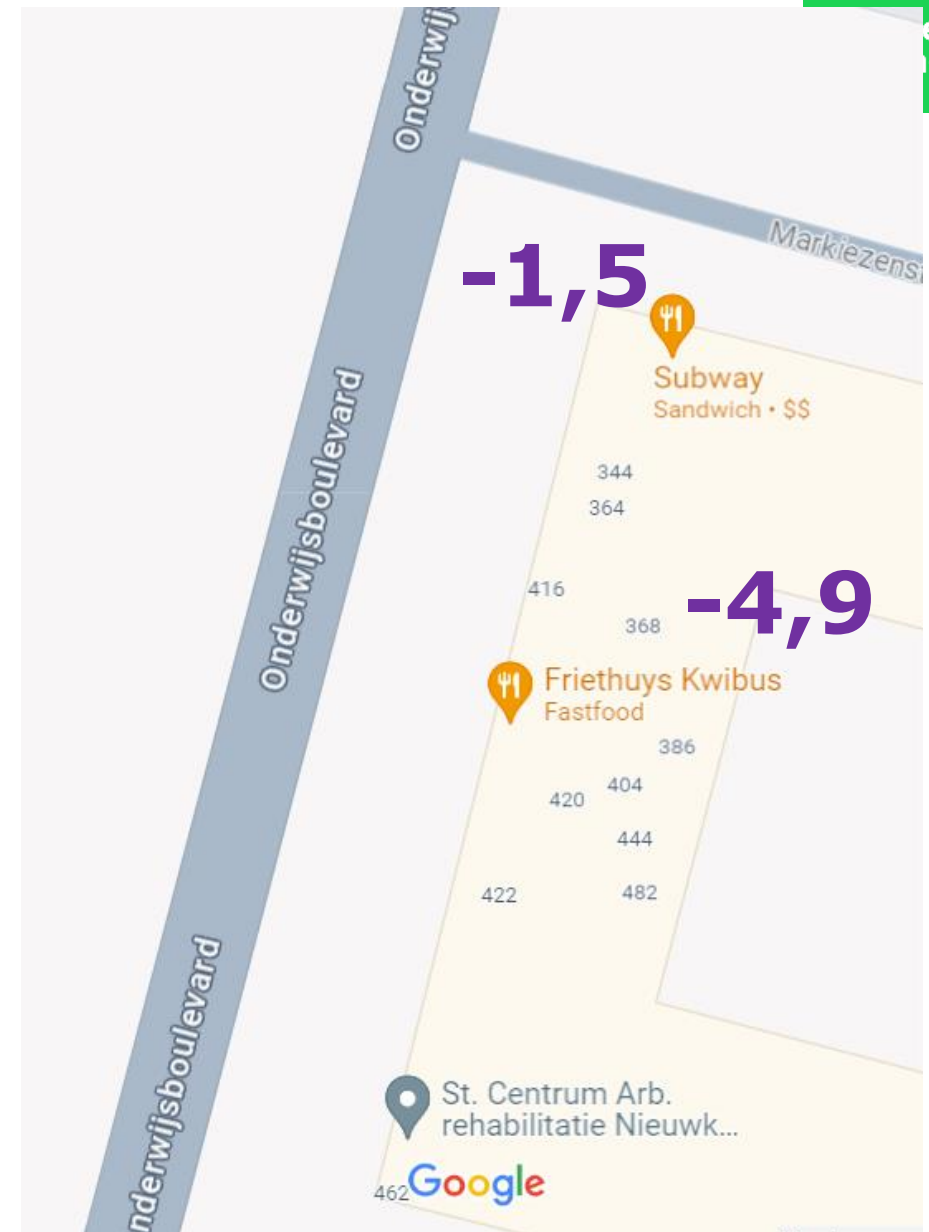 Onderwij
Markiezens
-1,5
Subway
Sandwich • $$
344
364
Onderwijsboulevard
416
368
-4,9
Friethuys Kwibus
Fastfood
386
404
420
444
422
482
Onderwijsboulevard
St. Centrum Arb.
rehabilitatie Nieuwk...
462
Google